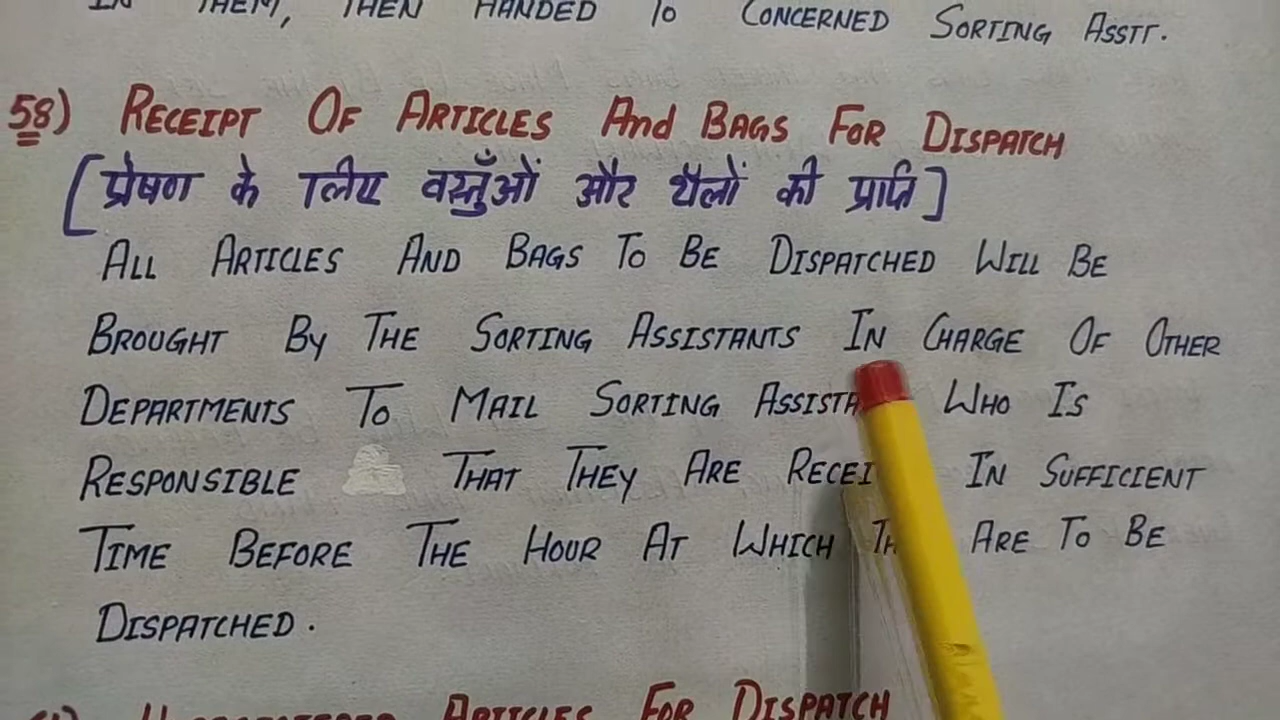 IN THEM, THEN HANDED TO CONCERNED SORTING ASSTT.
58) RECEIPT OF ARTICLES And BAGS FOR DISPATCH
[प्रेषण के लिए वस्तुँओं और थैलों की प्राप्ति]
ALL ARTICLES AND BAGS TO BE DISPATCHED WILL BE
BROUGHT By THE SORTING ASSISTANTS IN CHARGE OF OTHER
DEPARTMENTS TO MAIL SORTING ASSISTA WHO IS
RESPONSIBLE THAT THEY ARE RECEI IN SUFFICIENT
TIME BEFORE THE HOUR AT WHICH TH ARE TO BE
DISPATCHED.
ARTICLES FOR DISPATCH